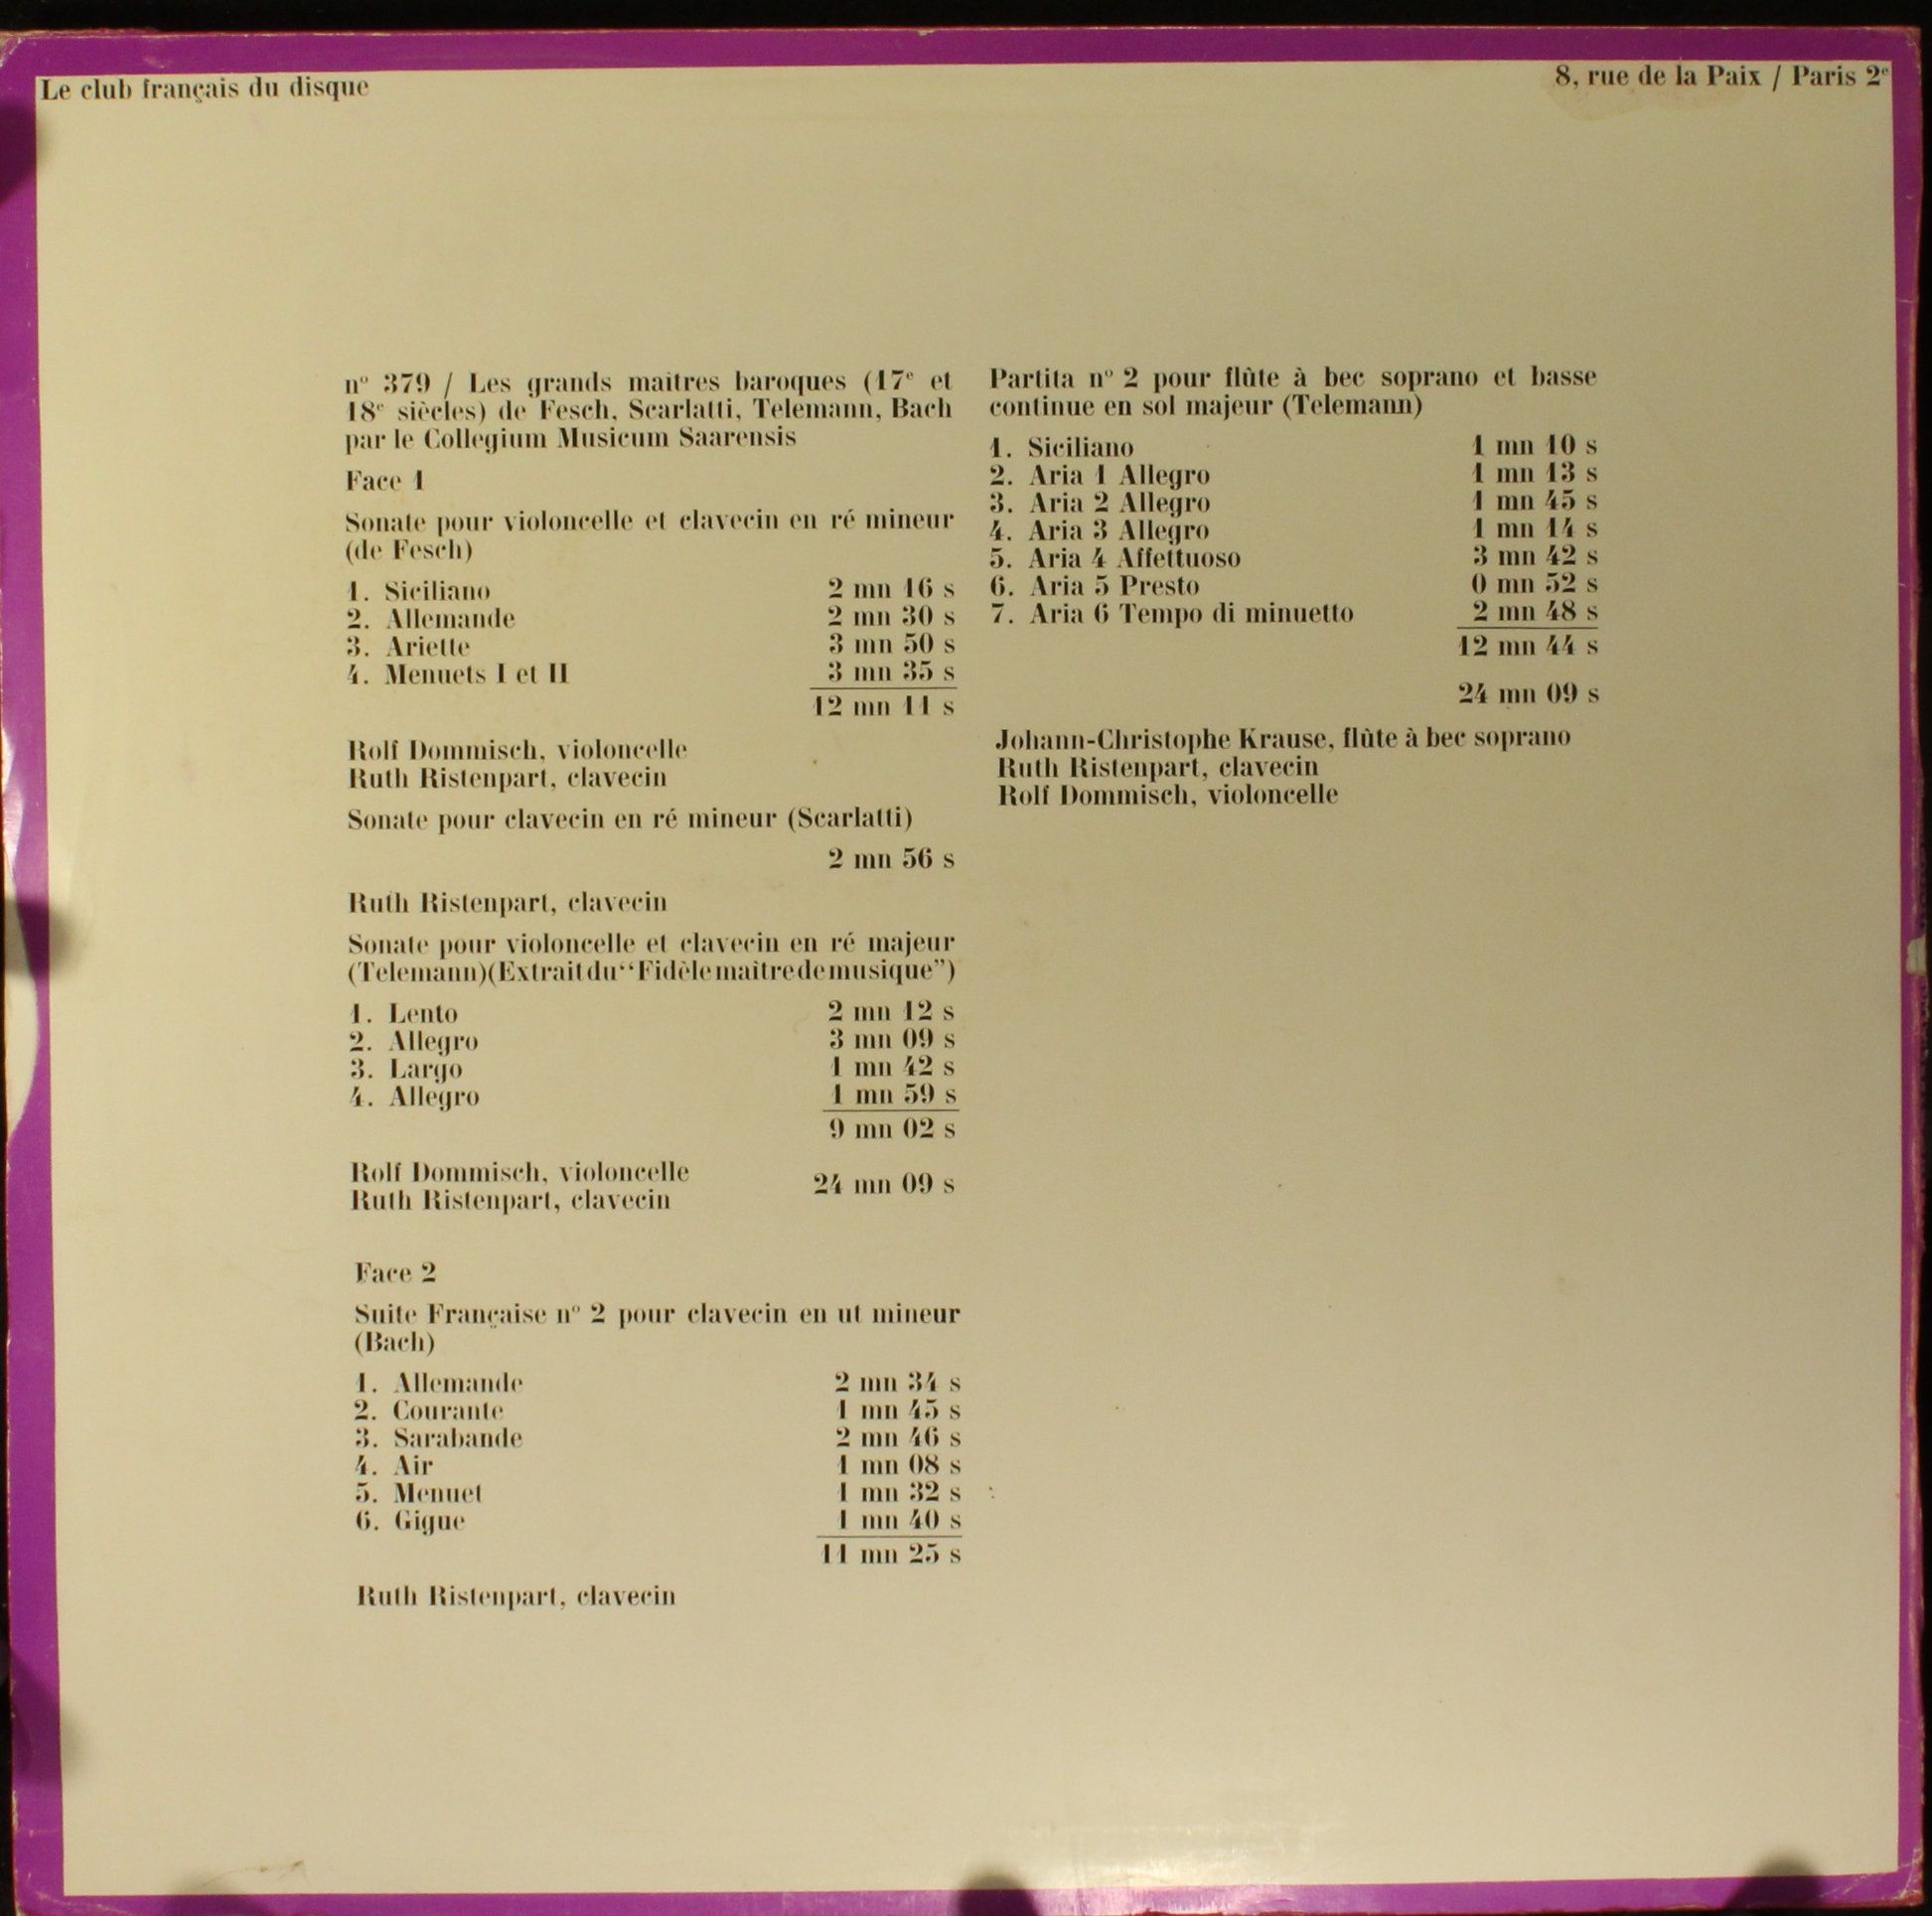 Le club français du disque
8, rue de la Paix / Paris 2e
nº 379 / Les grands maîtres baroques (17e et
18e siècles) de Fesch, Scarlatti, Telemann, Bach
par le Collegium Musicum Saarensis
Face 1
Sonate pour violoncelle et clavecin en ré mineur
(de Fesch)
1. Siciliano 2 mn 16 s
2. Allemande 2 mn 30 s
3. Ariette 3 mn 50 s
4. Menuets I et II 3 mn 35 s
12 mn 11 s
Rolf Dommisch, violoncelle
Ruth Ristenpart, clavecin
Sonate pour clavecin en ré mineur (Scarlatti)
2 mn 56 s
Ruth Ristenpart, clavecin
Sonate pour violoncelle et clavecin en ré majeur
(Telemann) (Extrait du “Fidèle maître de musique”)
1. Lento 2 mn 12 s
2. Allegro 3 mn 09 s
3. Largo 1 mn 42 s
4. Allegro 1 mn 59 s
9 mn 02 s
Rolf Dommisch, violoncelle
Ruth Ristenpart, clavecin
24 mn 09 s
Face 2
Suite Française nº 2 pour clavecin en ut mineur
(Bach)
1. Allemande 2 mn 34 s
2. Courante 1 mn 45 s
3. Sarabande 2 mn 46 s
4. Air 1 mn 08 s
5. Menuet 1 mn 32 s
6. Gigue 1 mn 40 s
11 mn 25 s
Ruth Ristenpart, clavecin
Partita nº 2 pour flûte à bec soprano et basse
continue en sol majeur (Telemann)
1. Siciliano 1 mn 10 s
2. Aria 1 Allegro 1 mn 13 s
3. Aria 2 Allegro 1 mn 45 s
4. Aria 3 Allegro 1 mn 14 s
5. Aria 4 Affettuoso 3 mn 42 s
6. Aria 5 Presto 0 mn 52 s
7. Aria 6 Tempo di minuetto 2 mn 48 s
12 mn 44 s
24 mn 09 s
Johann-Christophe Krause, flûte à bec soprano
Ruth Ristenpart, clavecin
Rolf Dommisch, violoncelle